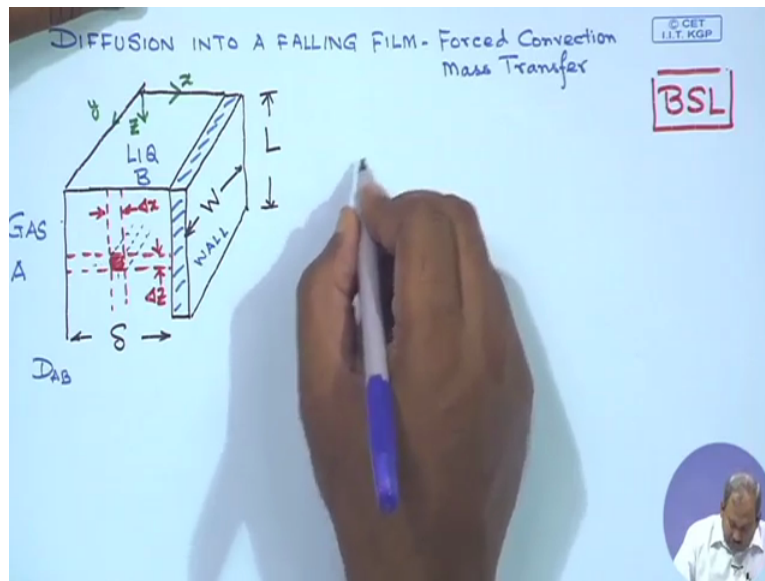 DIFFUSION INTO A FALLING FILM - Forced Convection
Mass Transfer
© CET
I.I.T. KGP
BSL
x
y
z
LIQ
B
L
W
WALL
Δx
GAS
A
ΔZ
δ
DAB